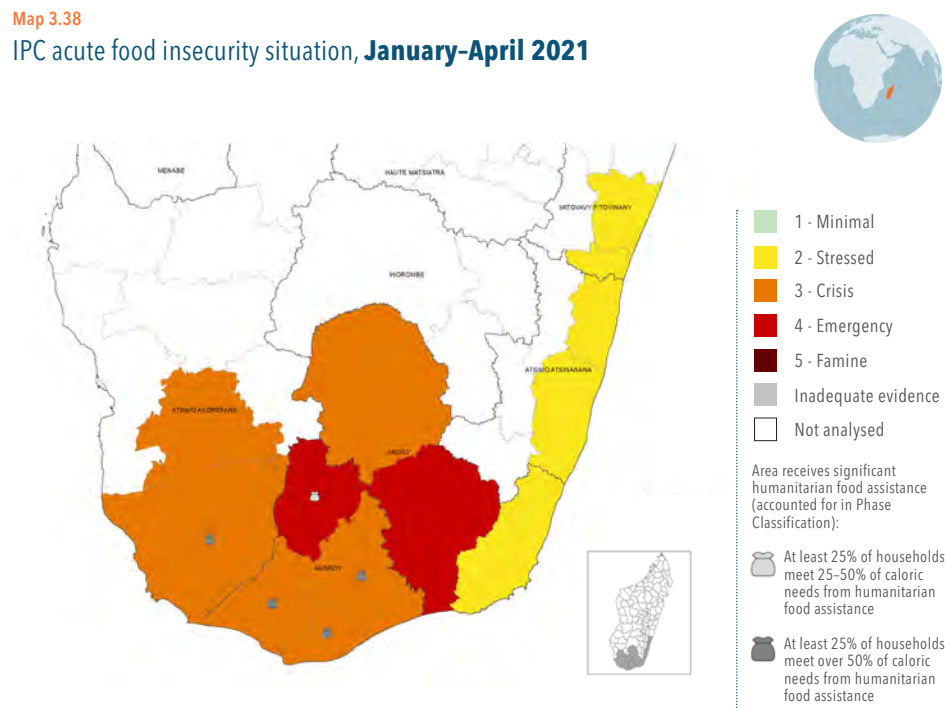 Map 3.38
IPC acute food insecurity situation, January–April 2021
MENABE
HAUTE MATSIATRA
VATOVAVY FITOVINANY
IHOROMBE
ATSIMO ATSINANANA
ATSIMO ANDREFANA
ANDROY
1 - Minimal
2 - Stressed
3 - Crisis
4 - Emergency
5 - Famine
Inadequate evidence
Not analysed
Area receives significant
humanitarian food assistance
(accounted for in Phase
Classification):
At least 25% of households
meet 25–50% of caloric
needs from humanitarian
food assistance
At least 25% of households
meet over 50% of caloric
needs from humanitarian
food assistance